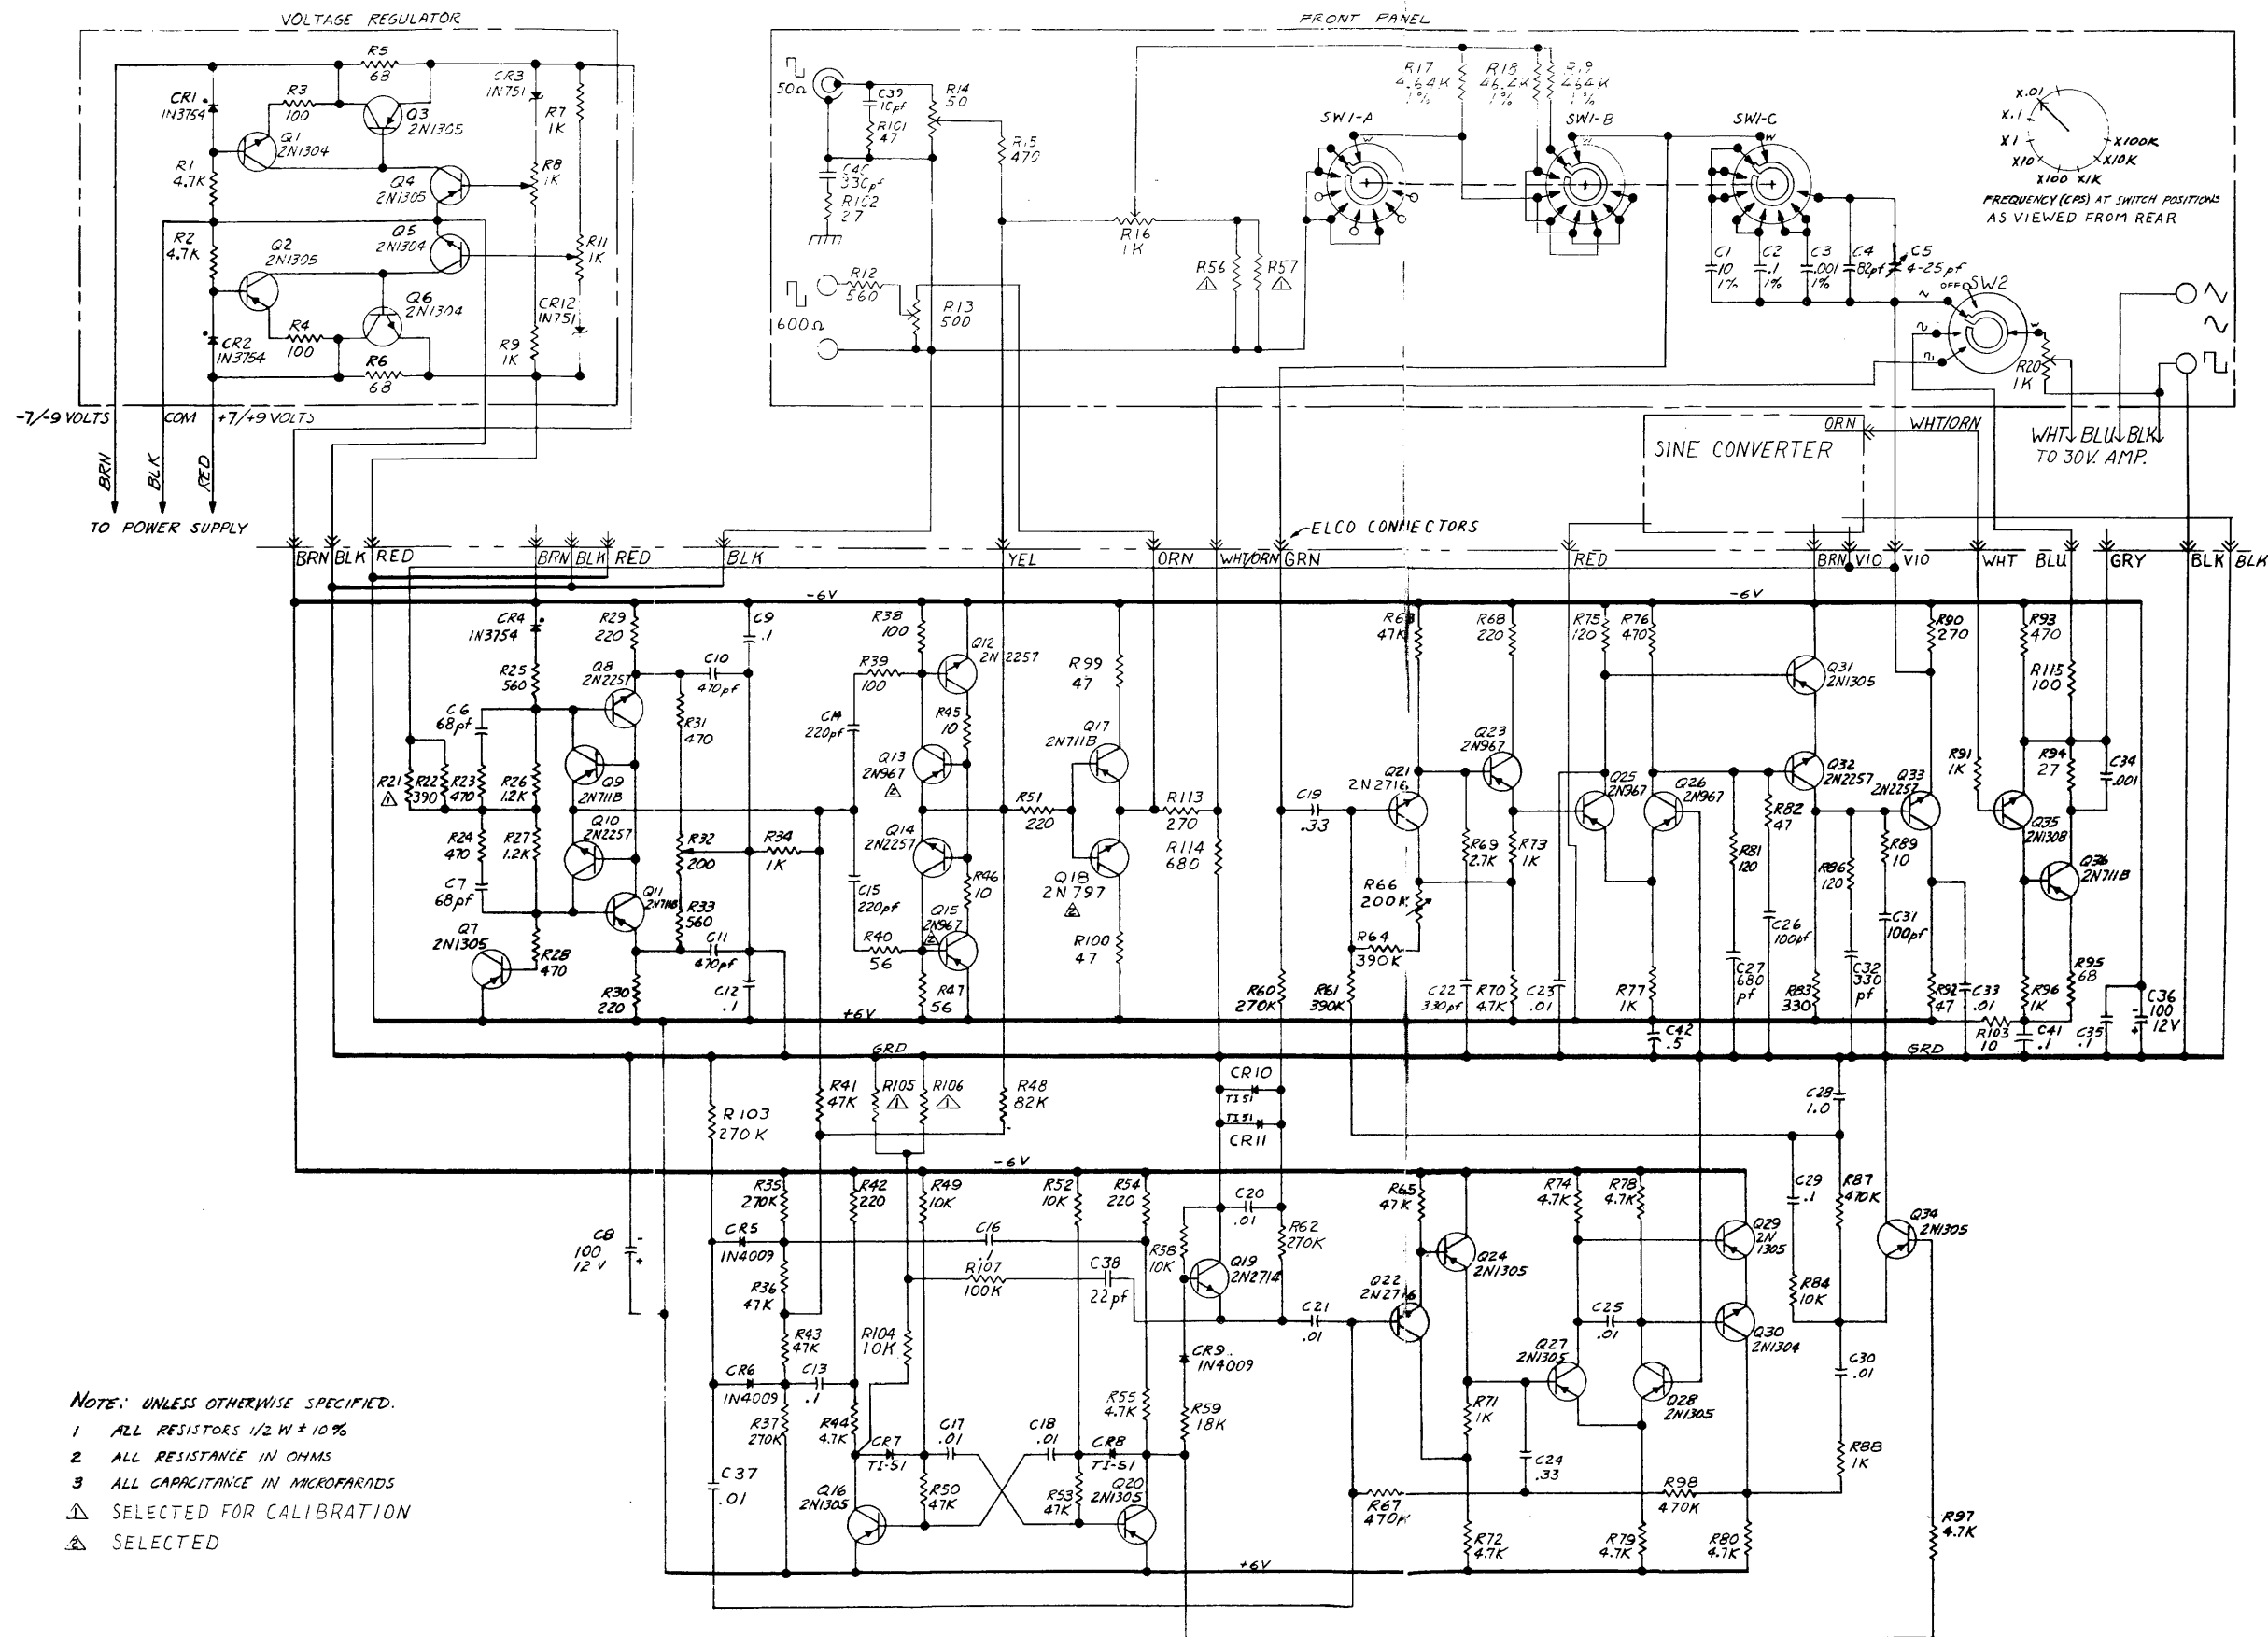 VOLTAGE REGULATOR
R5
68
CR1
1N3754
R3
100
Q3
2N1305
CR3
1N751
R7
1K
Q1
2N1304
R1
4.7K
Q4
2N1305
R8
1K
R2
4.7K
Q2
2N1305
Q5
2N1304
R11
1K
CR2
1N3754
R4
100
Q6
2N1304
CR12
1N751
R6
68
R9
1K
-7/-9 VOLTS
COM
+7/+9 VOLTS
BRN
BLK
RED
TO POWER SUPPLY
FRONT PANEL
50Ω
C39
10pf
R101
47
R14
50
R15
470
C40
330pf
R102
27
R12
560
600Ω
R13
500
R16
1K
R56
1
R57
1
R17
4.64K
1%
R18
46.4K
1%
R19
464K
1%
SW1-A
W
SW1-B
W
SW1-C
W
C1
10
1%
C2
.1
1%
C3
.001
1%
C4
82pf
C5
4-25pf
X.01
X.1
X1
X10
X100
X1K
X10K
X100K
FREQUENCY (CPS) AT SWITCH POSITIONS
AS VIEWED FROM REAR
OFF
SW2
W
R20
1K
WHT
BLU
BLK
TO 30V. AMP.
ORN
WHT/ORN
SINE CONVERTER
ELCO CONNECTORS
BRN
BLK
RED
BRN
BLK
RED
BLK
YEL
ORN
WHT/ORN
GRN
RED
BRN
VIO
VIO
WHT
BLU
GRY
BLK
BLK
-6V
-6V
CR4
1N3754
R29
220
C9
.1
R38
100
Q12
2N2257
R25
560
Q8
2N2257
C10
470pf
R39
100
R99
47
C6
68pf
R31
470
C14
220pf
R45
10
Q17
2N711B
R21
1
R22
390
R23
470
R26
1.2K
Q9
2N711B
Q13
2N967
2
R24
470
R27
1.2K
Q10
2N2257
R32
200
R34
1K
Q14
2N2257
R51
220
R113
270
R114
680
C7
68pf
Q11
2N711B
R33
560
C15
220pf
R46
10
Q18
2N797
2
Q7
2N1305
R28
470
C11
470pf
R40
56
Q15
2N967
2
R100
47
R30
220
C12
.1
R47
56
+6V
R68
220
47K
R75
120
R76
470
Q31
2N1305
R90
270
R93
470
R115
100
Q23
2N967
Q21
2N2716
C19
.33
Q25
2N967
Q26
2N967
Q32
2N2257
Q33
2N2257
R91
1K
R94
27
C34
.001
R69
2.7K
R73
1K
R82
47
R81
120
R86
120
R89
10
Q35
2N1308
Q36
2N711B
R66
200K
R64
390K
C26
100pf
C31
100pf
R60
270K
R61
390K
C22
330pf
R70
4.7K
C23
.01
R77
1K
C27
680
pf
R83
330
C32
330
pf
R92
47
C33
.01
R96
1K
R95
68
C36
100
12V
R103
10
C41
.1
C35
.1
C42
.5
GRD
GRD
R103
270K
R41
47K
R105
1
R106
1
R48
82K
CR10
TI51
TI51
CR11
C28
1.0
-6V
R35
270K
R42
220
R49
10K
R52
10K
R54
220
C20
.01
R65
47K
R74
4.7K
R78
4.7K
C29
.1
R87
470K
C8
100
12V
CR5
1N4009
C16
.1
R58
10K
R62
270K
Q24
2N1305
Q29
2N
1305
Q34
2N1305
R36
47K
R107
100K
C38
22pf
Q19
2N2714
C21
.01
Q22
2N2716
C25
.01
Q30
2N1304
R84
10K
R43
47K
R104
10K
CR6
1N4009
C13
.1
CR9
1N4009
Q27
2N1305
Q28
2N1305
C30
.01
R37
270K
R44
4.7K
CR7
TI-51
C17
.01
C18
.01
CR8
TI-51
R55
4.7K
R59
18K
R71
1K
C24
.33
R88
1K
C37
.01
Q16
2N1305
R50
47K
R53
47K
Q20
2N1305
R67
470K
R98
470K
R72
4.7K
R79
4.7K
R80
4.7K
R97
4.7K
+6V
NOTE: UNLESS OTHERWISE SPECIFIED.
1 ALL RESISTORS 1/2 W ± 10%
2 ALL RESISTANCE IN OHMS
3 ALL CAPACITANCE IN MICROFARADS
1 SELECTED FOR CALIBRATION
2 SELECTED